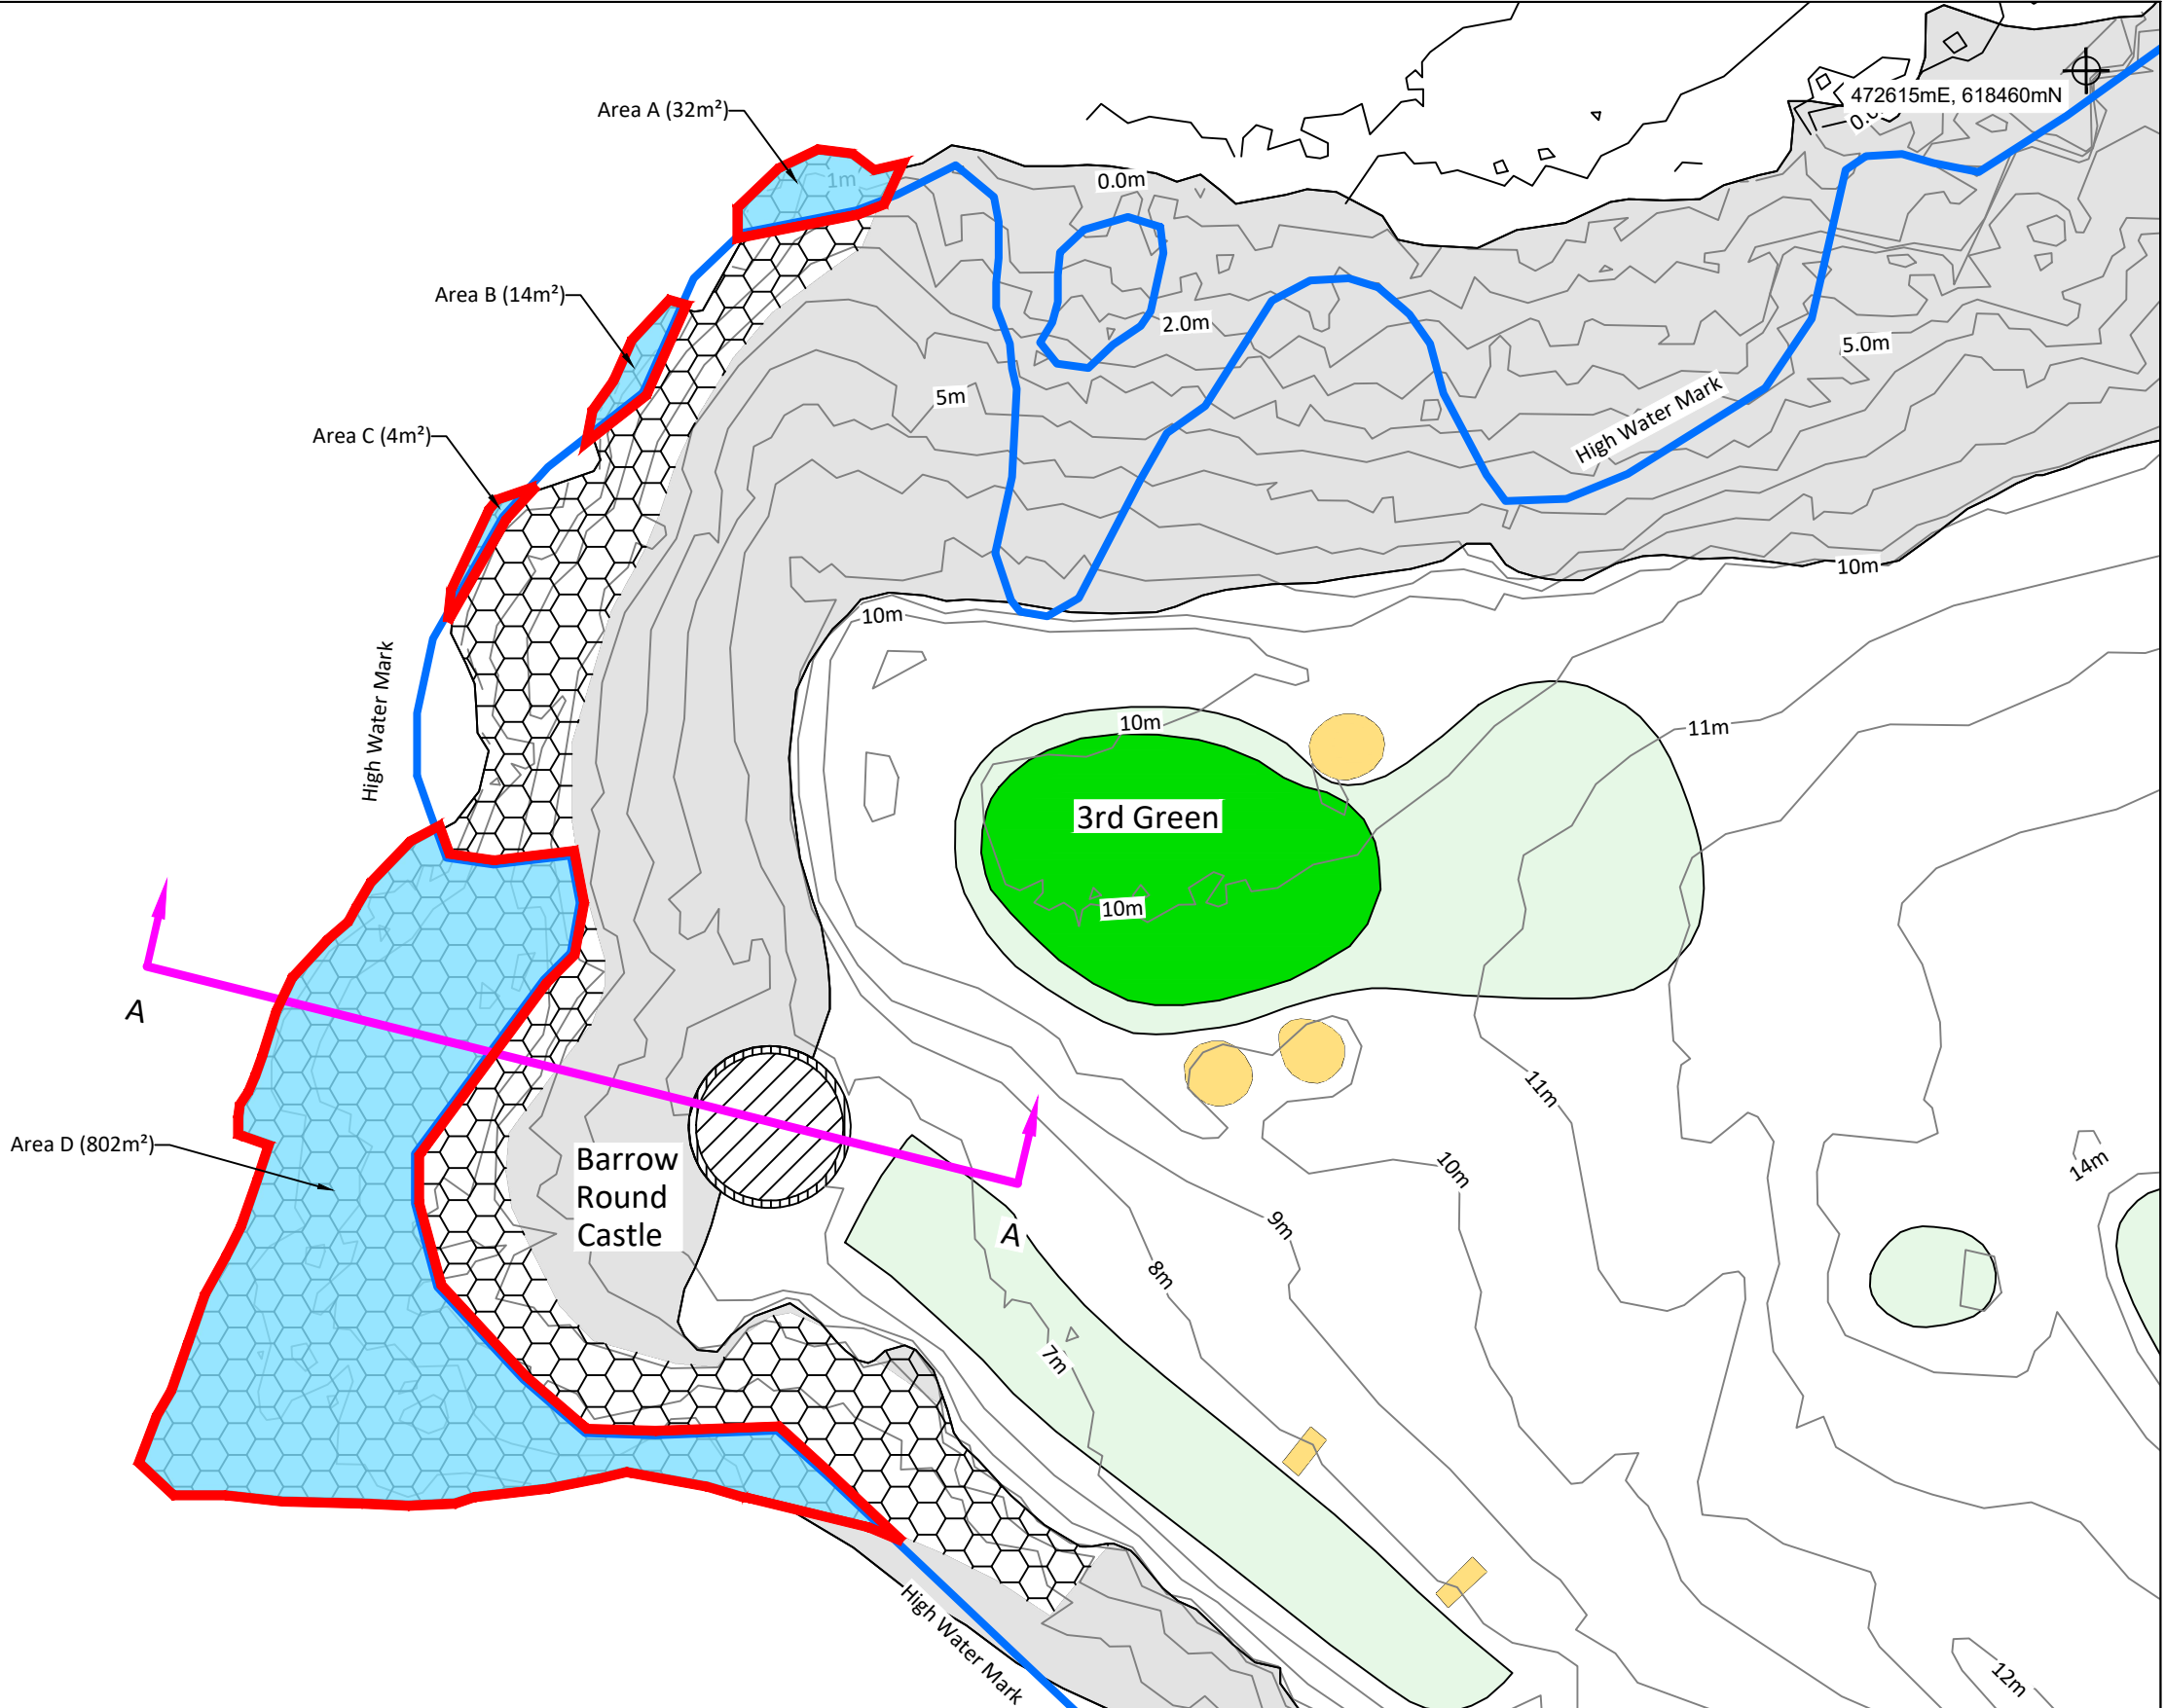 472615mE, 618460mN
0.0
Area A (32m²)
1m
0.0m
Area B (14m²)
2.0m
5.0m
5m
High Water Mark
Area C (4m²)
10m
10m
High Water Mark
10m
11m
3rd Green
10m
A
11m
Area D (802m²)
Barrow
Round
Castle
10m
14m
A
9m
8m
7m
High Water Mark
12m